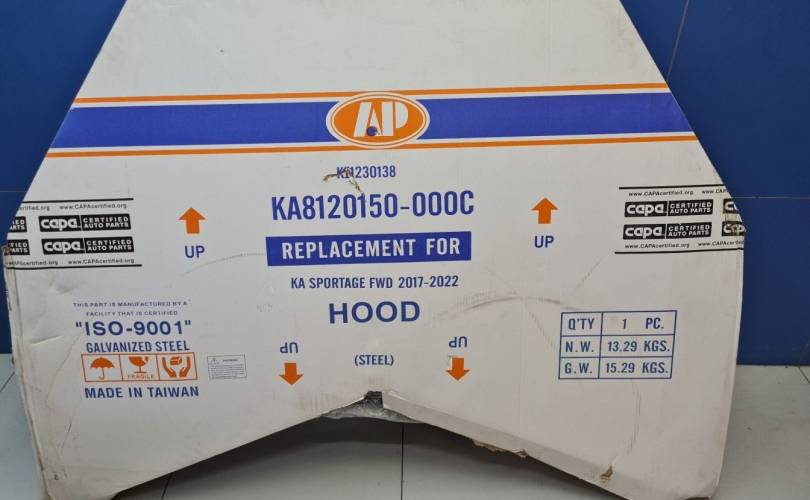 AP
KA8120150-000C
REPLACEMENT FOR
KA SPORTAGE FWD 2017-2022
HOOD
(STEEL)
UP
UP
UP
UP
www.CAPAcertified.org
capa CERTIFIED AUTO PARTS
capa CERTIFIED AUTO PARTS
www.CAPAcertified.org
www.CAPAcertified.org
capa CERTIFIED AUTO PARTS
capa CERTIFIED AUTO PARTS
www.CAPAcertified.org
THIS PART IS MANUFACTURED BY A
FACILITY THAT IS CERTIFIED
"ISO-9001"
GALVANIZED STEEL
FRAGILE
MADE IN TAIWAN
Q'TY 1 PC.
N.W. 13.29 KGS.
G.W. 15.29 KGS.